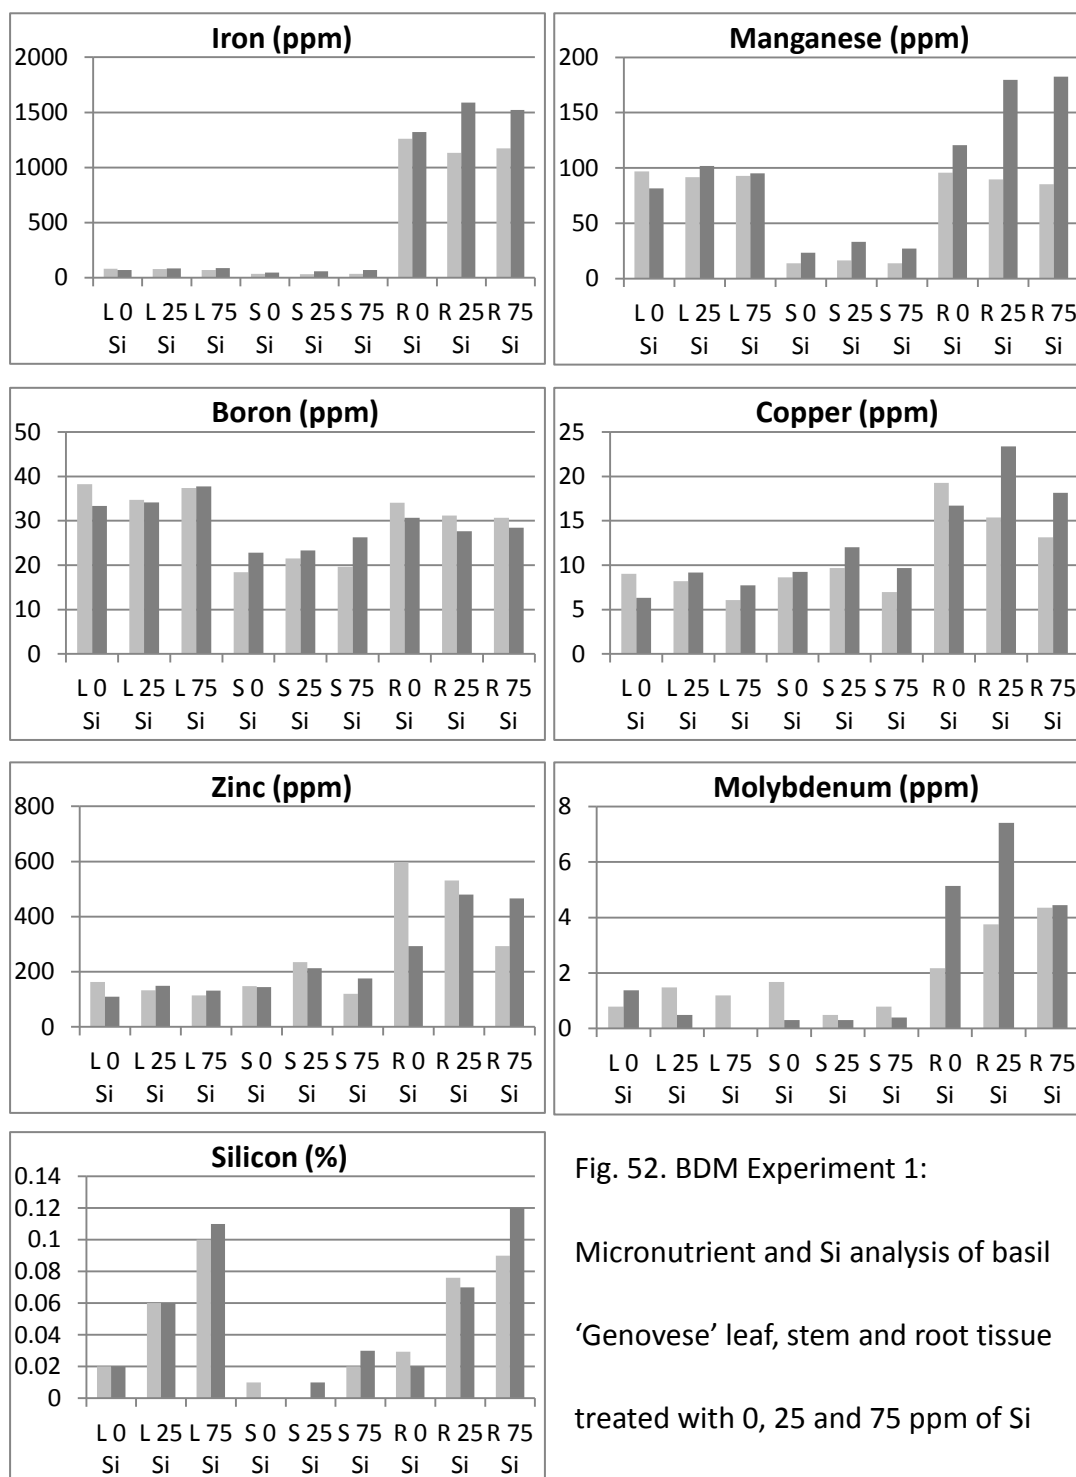 Iron (ppm)
2000
1500
1000
500
0
L 0 L 25 L 75 S 0 S 25 S 75 R 0 R 25 R 75
Si Si Si Si Si Si Si Si Si
Manganese (ppm)
200
150
100
50
0
L 0 L 25 L 75 S 0 S 25 S 75 R 0 R 25 R 75
Si Si Si Si Si Si Si Si Si
Boron (ppm)
50
40
30
20
10
0
L 0 L 25 L 75 S 0 S 25 S 75 R 0 R 25 R 75
Si Si Si Si Si Si Si Si Si
Copper (ppm)
25
20
15
10
5
0
L 0 L 25 L 75 S 0 S 25 S 75 R 0 R 25 R 75
Si Si Si Si Si Si Si Si Si
Zinc (ppm)
800
600
400
200
0
L 0 L 25 L 75 S 0 S 25 S 75 R 0 R 25 R 75
Si Si Si Si Si Si Si Si Si
Molybdenum (ppm)
8
6
4
2
0
L 0 L 25 L 75 S 0 S 25 S 75 R 0 R 25 R 75
Si Si Si Si Si Si Si Si Si
Silicon (%)
0.14
0.12
0.1
0.08
0.06
0.04
0.02
0
L 0 L 25 L 75 S 0 S 25 S 75 R 0 R 25 R 75
Si Si Si Si Si Si Si Si Si
Fig. 52. BDM Experiment 1:
Micronutrient and Si analysis of basil
‘Genovese’ leaf, stem and root tissue
treated with 0, 25 and 75 ppm of Si